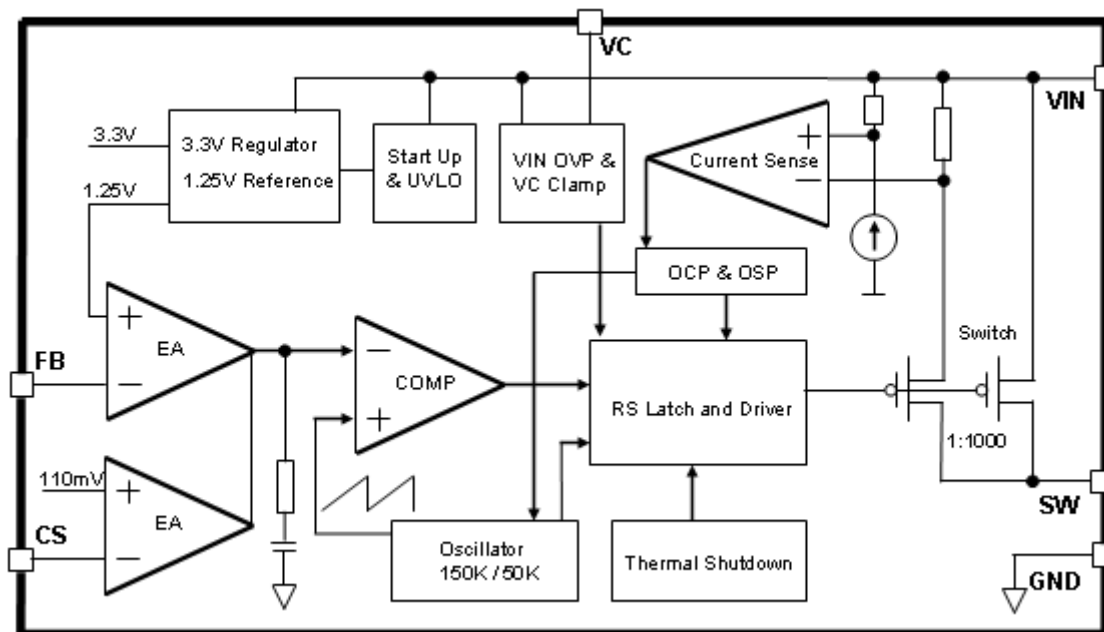 VC
VIN
3.3V
3.3V Regulator
1.25V Reference
1.25V
Start Up
& UVLO
VIN OVP &
VC Clamp
+
Current Sense
−
OCP & OSP
+
EA
−
FB
−
COMP
+
RS Latch and Driver
Switch
1:1000
110mV
+
EA
−
CS
Oscillator
150K / 50K
Thermal Shutdown
SW
GND